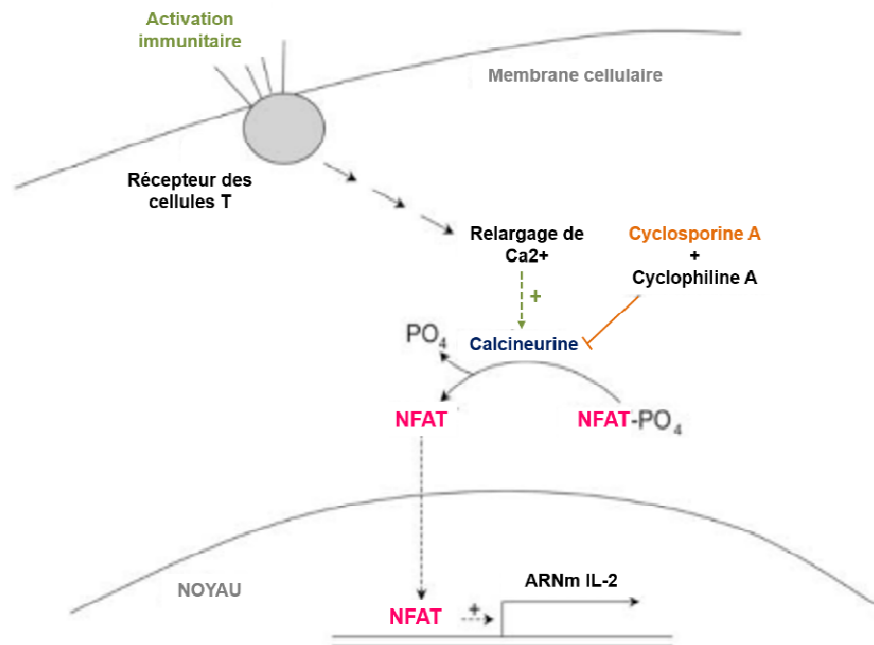 Activation
immunitaire
Membrane cellulaire
Récepteur des
cellules T
Relargage de
Ca2+
Cyclosporine A
+
Cyclophiline A
+
PO4
Calcineurine
NFAT
NFAT-PO4
ARNm IL-2
NOYAU
NFAT
+